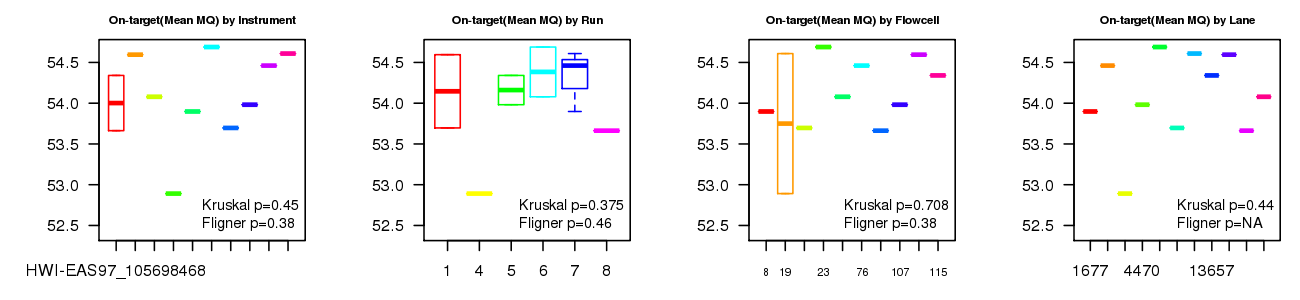 On-target(Mean MQ) by Instrument
54.5
54.0
53.5
53.0
52.5
Kruskal p=0.45
Fligner p=0.38
HWI-EAS97_105698468
On-target(Mean MQ) by Run
54.5
54.0
53.5
53.0
52.5
Kruskal p=0.375
Fligner p=0.46
1 4 5 6 7 8
On-target(Mean MQ) by Flowcell
54.5
54.0
53.5
53.0
52.5
Kruskal p=0.708
Fligner p=0.38
8 19 23 76 107 115
On-target(Mean MQ) by Lane
54.5
54.0
53.5
53.0
52.5
Kruskal p=0.44
Fligner p=NA
1677 4470 13657